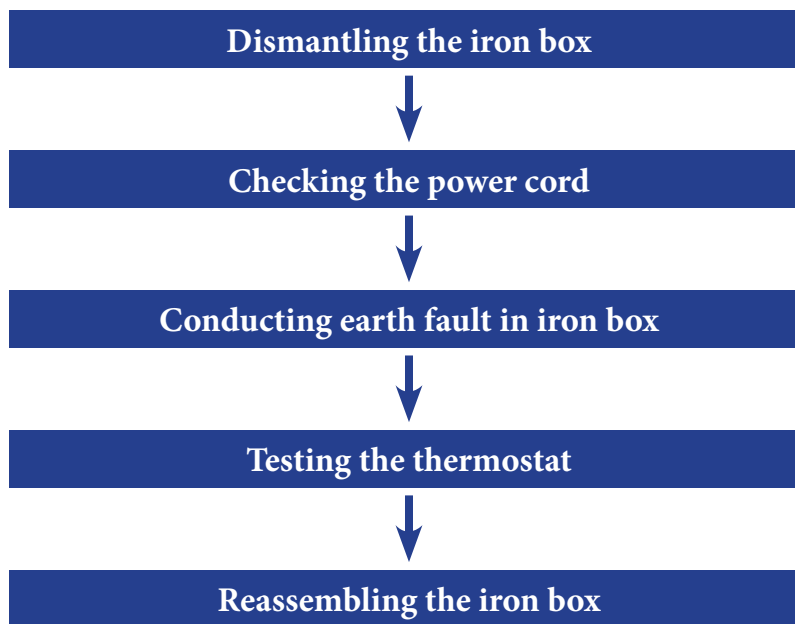 Dismantling the iron box
Checking the power cord
Conducting earth fault in iron box
Testing the thermostat
Reassembling the iron box